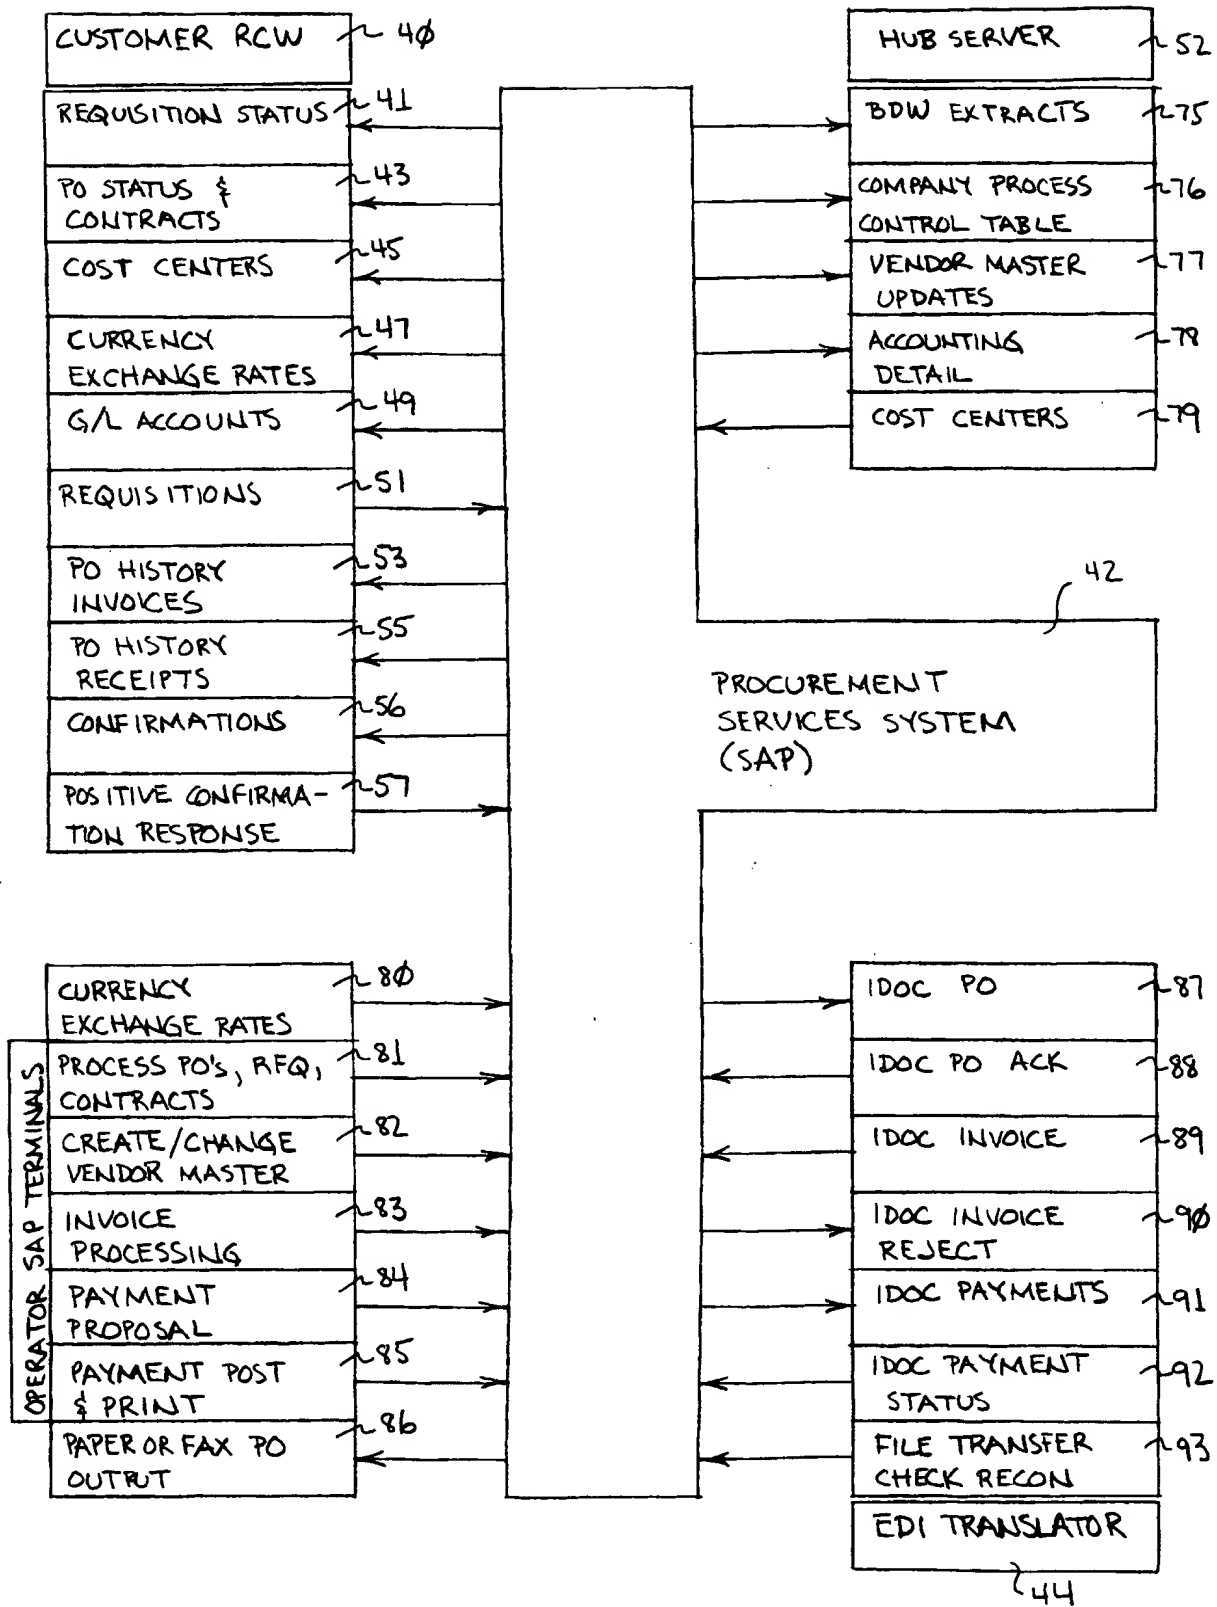 CUSTOMER RCW 4Ø
REQUISITION STATUS 41
PO STATUS & 43
CONTRACTS
COST CENTERS 45
CURRENCY 47
EXCHANGE RATES
G/L ACCOUNTS 49
REQUISITIONS 51
PO HISTORY 53
INVOICES
PO HISTORY 55
RECEIPTS
CONFIRMATIONS 56
POSITIVE CONFIRMA- 57
TION RESPONSE
HUB SERVER 52
BDW EXTRACTS 75
COMPANY PROCESS 76
CONTROL TABLE
VENDOR MASTER 77
UPDATES
ACCOUNTING 78
DETAIL
COST CENTERS 79
42
PROCUREMENT
SERVICES SYSTEM
(SAP)
CURRENCY 8Ø
EXCHANGE RATES
OPERATOR SAP TERMINALS
PROCESS PO'S, RFQ, 81
CONTRACTS
CREATE/CHANGE 82
VENDOR MASTER
INVOICE 83
PROCESSING
PAYMENT 84
PROPOSAL
PAYMENT POST 85
& PRINT
PAPER OR FAX PO 86
OUTPUT
IDOC PO 87
IDOC PO ACK 88
IDOC INVOICE 89
IDOC INVOICE 9Ø
REJECT
IDOC PAYMENTS 91
IDOC PAYMENT 92
STATUS
FILE TRANSFER 93
CHECK RECON
EDI TRANSLATOR
44